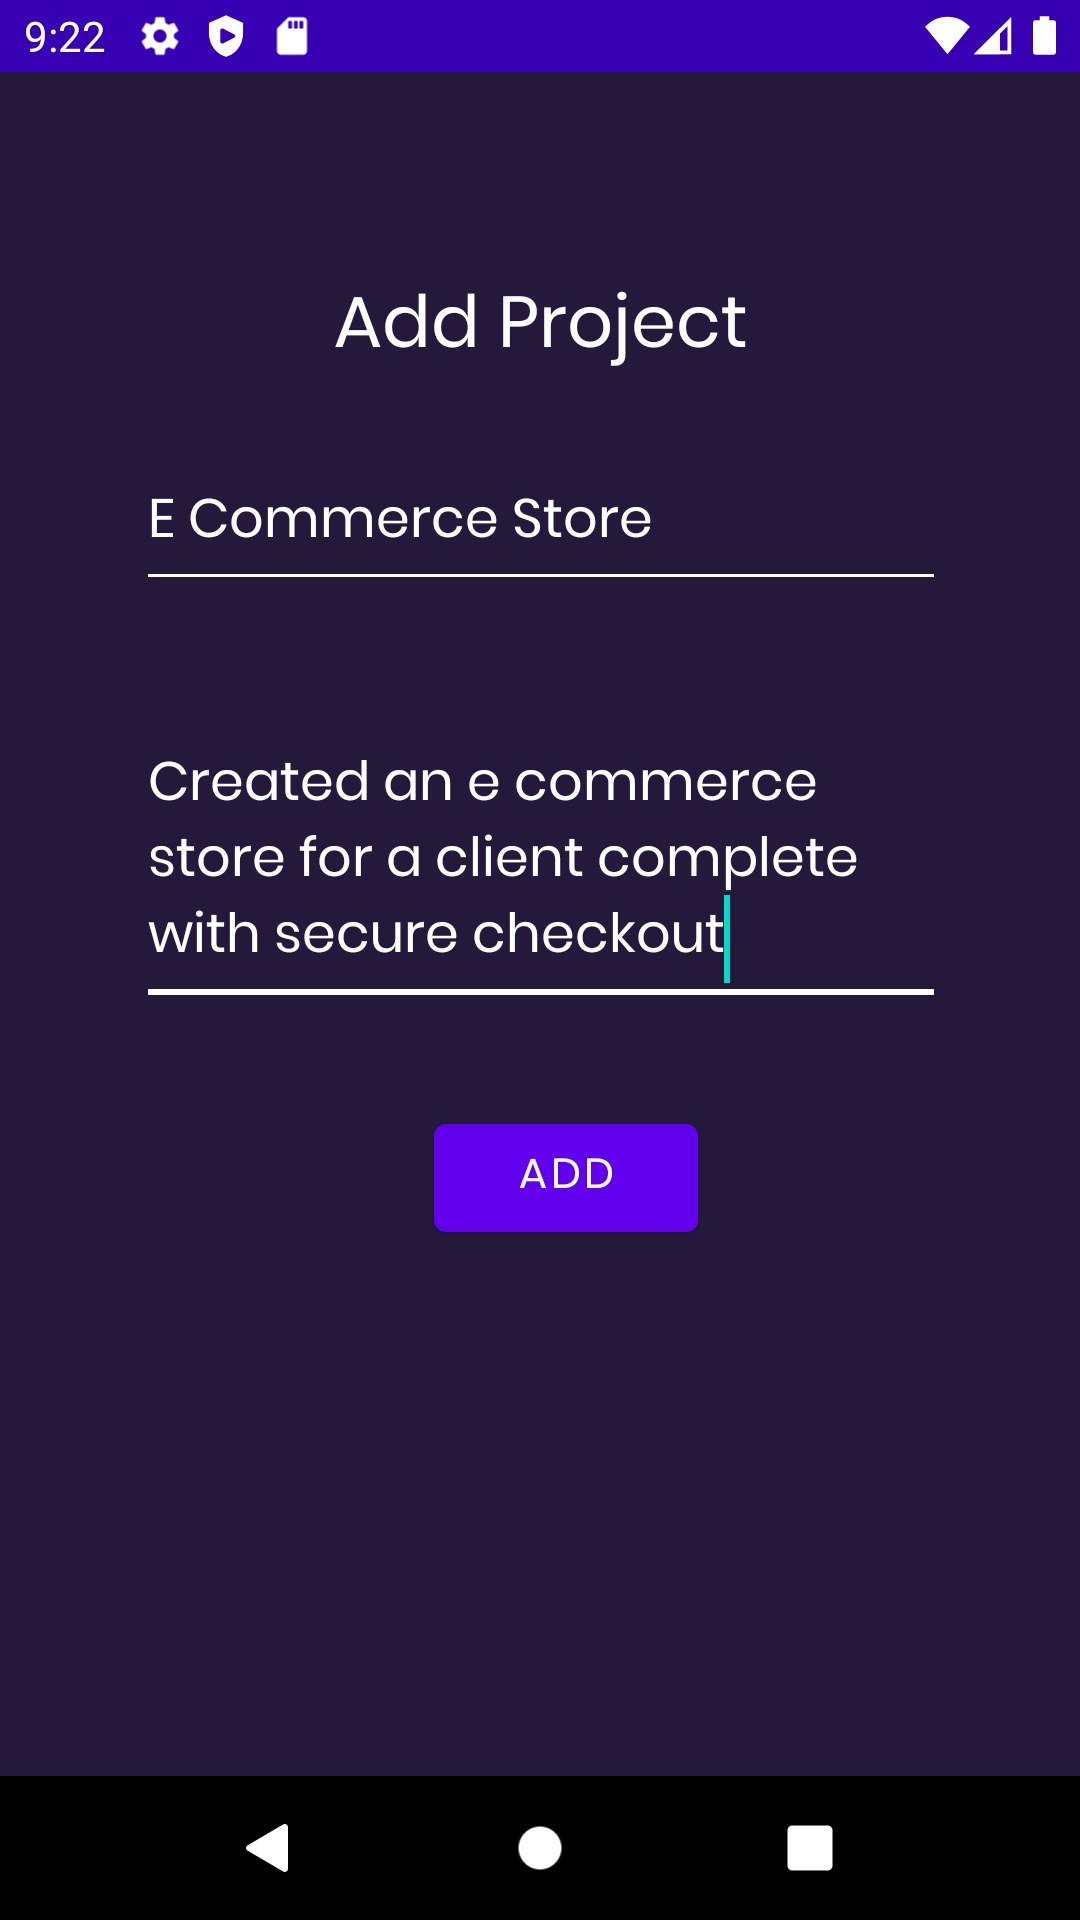 9:22
Add Project
E Commerce Store
Created an e commerce
store for a client complete
with secure checkout
ADD